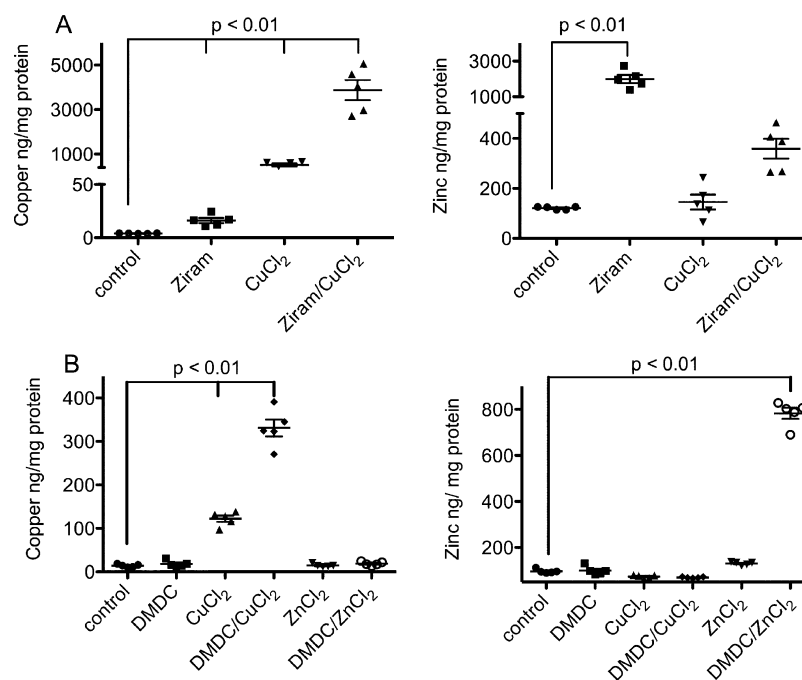 A
p < 0.01
Copper ng/mg protein
5000
3000
1000
50
0
control
Ziram
CuCl₂
Ziram/CuCl₂
p < 0.01
Zinc ng/mg protein
3000
1000
400
200
0
control
Ziram
CuCl₂
Ziram/CuCl₂
B
p < 0.01
Copper ng/mg protein
400
300
200
100
0
control
DMDC
CuCl₂
DMDC/CuCl₂
ZnCl₂
DMDC/ZnCl₂
p < 0.01
Zinc ng/ mg protein
800
600
400
200
control
DMDC
CuCl₂
DMDC/CuCl₂
ZnCl₂
DMDC/ZnCl₂